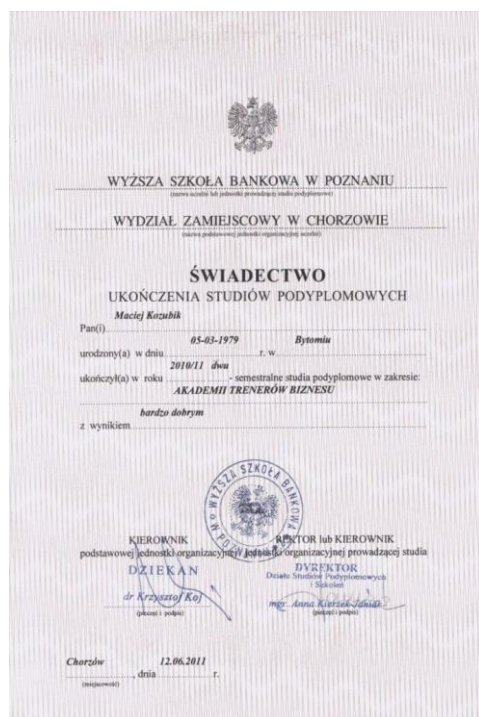 WYŻSZA SZKOŁA BANKOWA W POZNANIU
(nazwa uczelni lub jednostki prowadzącej studia podyplomowe)
WYDZIAŁ ZAMIEJSCOWY W CHORZOWIE
(nazwa podstawowej jednostki organizacyjnej uczelni)
ŚWIADECTWO
UKOŃCZENIA STUDIÓW PODYPLOMOWYCH
Maciej Kozubik
Pan(i)
05-03-1979 Bytomiu
urodzony(a) w dniu r. w
2010/11 dwu
ukończył(a) w roku - semestralne studia podyplomowe w zakresie:
AKADEMII TRENERÓW BIZNESU
bardzo dobrym
z wynikiem
WYŻSZA SZKOŁA BANKOWA
KIEROWNIK REKTOR lub KIEROWNIK
podstawowej jednostki organizacyjnej jednostki organizacyjnej prowadzącej studia
DZIEKAN DYREKTOR
Działu Studiów Podyplomowych
i Szkoleń
dr Krzysztof Koj mgr Anna
(pieczęć i podpis) (pieczęć i podpis)
Chorzów 12.06.2011
, dnia r.
(miejscowość)